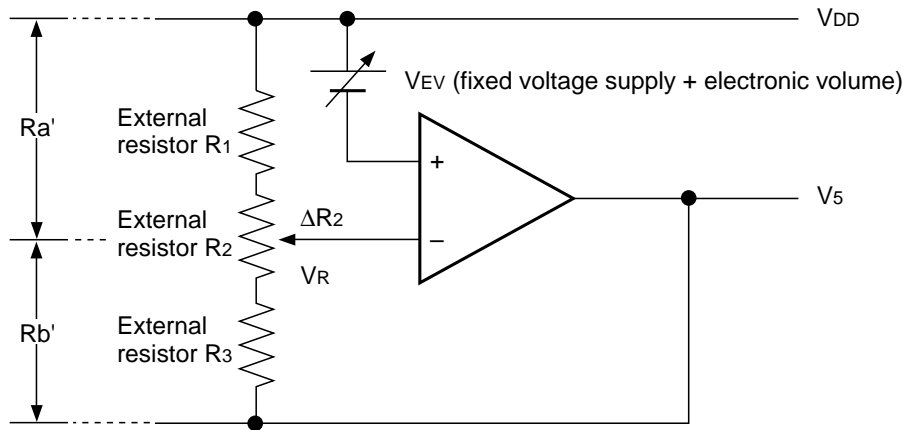 VDD
VEV (fixed voltage supply + electronic volume)
Ra'
External
resistor R1
+
V5
External
resistor R2
ΔR2
−
VR
Rb'
External
resistor R3